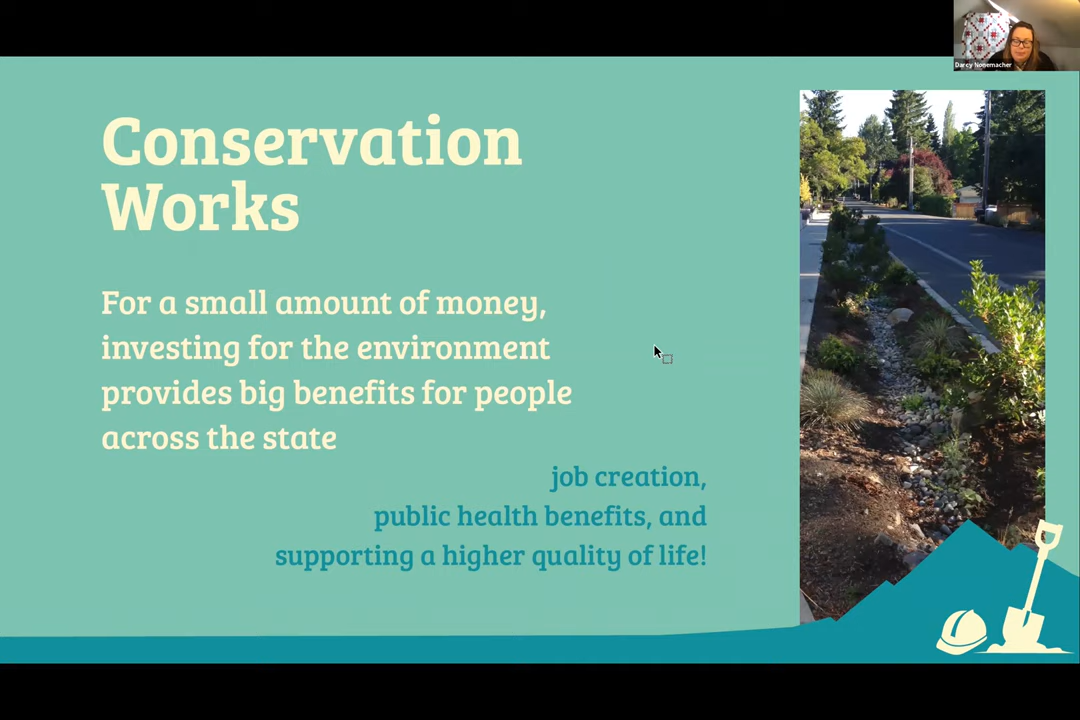 Darcy Nonemacher
Conservation
Works
For a small amount of money,
investing for the environment
provides big benefits for people
across the state
job creation,
public health benefits, and
supporting a higher quality of life!